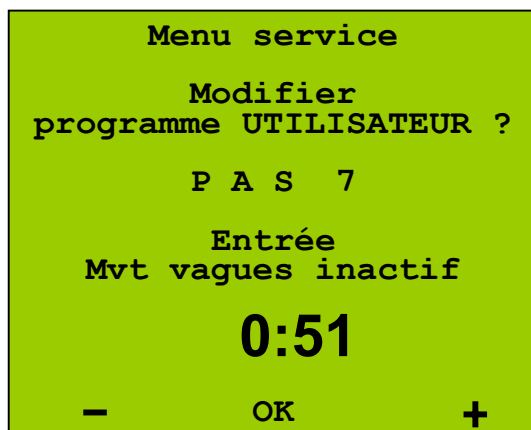 Menu service
Modifier
programme UTILISATEUR ?
P A S 7
Entrée
Mvt vagues inactif
0:51
– OK +